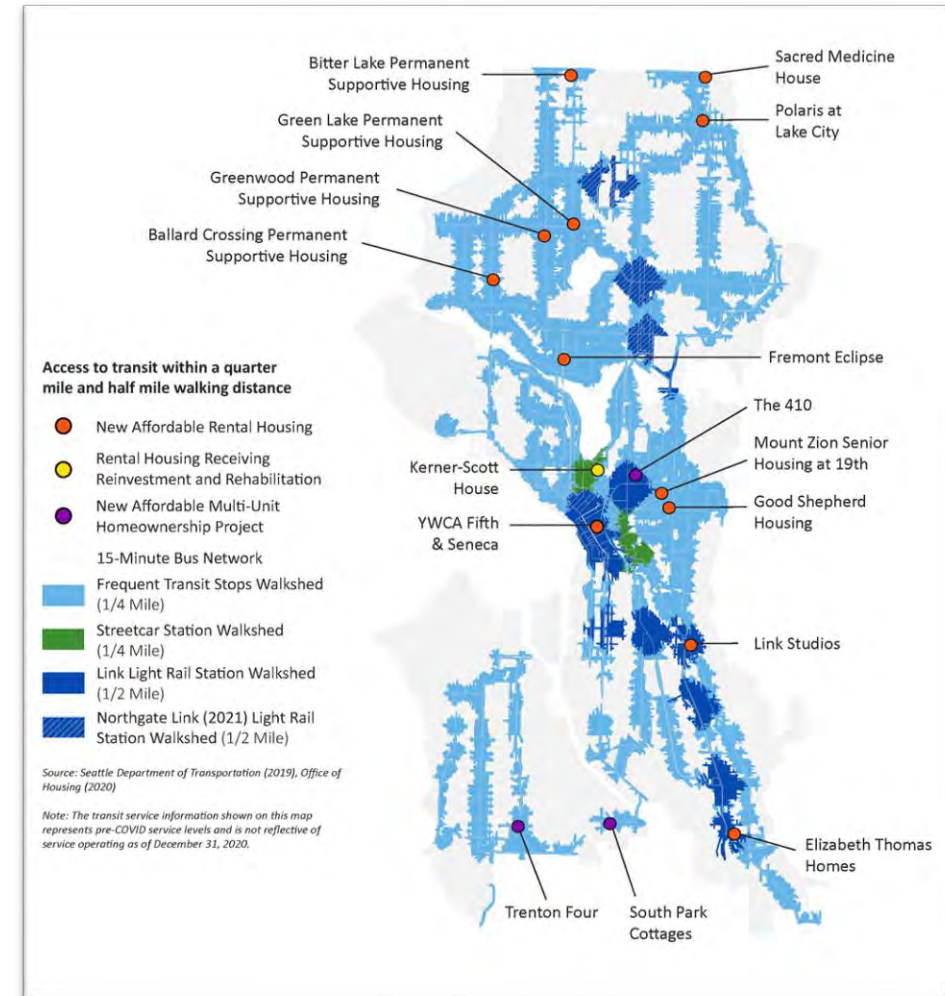 Bitter Lake Permanent
Supportive Housing
Sacred Medicine
House
Green Lake Permanent
Supportive Housing
Polaris at
Lake City
Greenwood Permanent
Supportive Housing
Ballard Crossing Permanent
Supportive Housing
Fremont Eclipse
The 410
Kerner-Scott
House
Mount Zion Senior
Housing at 19th
Good Shepherd
Housing
YWCA Fifth
& Seneca
Link Studios
Elizabeth Thomas
Homes
Trenton Four
South Park
Cottages
Access to transit within a quarter
mile and half mile walking distance
New Affordable Rental Housing
Rental Housing Receiving
Reinvestment and Rehabilitation
New Affordable Multi-Unit
Homeownership Project
15-Minute Bus Network
Frequent Transit Stops Walkshed
(1/4 Mile)
Streetcar Station Walkshed
(1/4 Mile)
Link Light Rail Station Walkshed
(1/2 Mile)
Northgate Link (2021) Light Rail
Station Walkshed (1/2 Mile)
Source: Seattle Department of Transportation (2019), Office of
Housing (2020)
Note: The transit service information shown on this map
represents pre-COVID service levels and is not reflective of
service operating as of December 31, 2020.